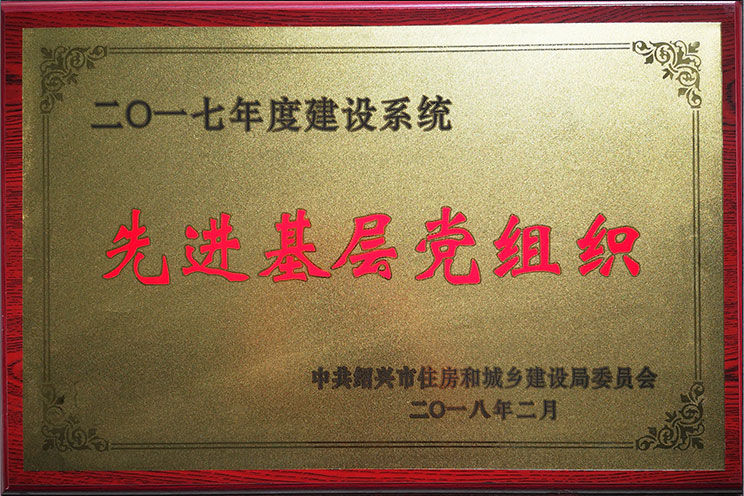 二〇一七年度建设系统
先进基层党组织
中共绍兴市住房和城乡建设局委员会
二〇一八年二月